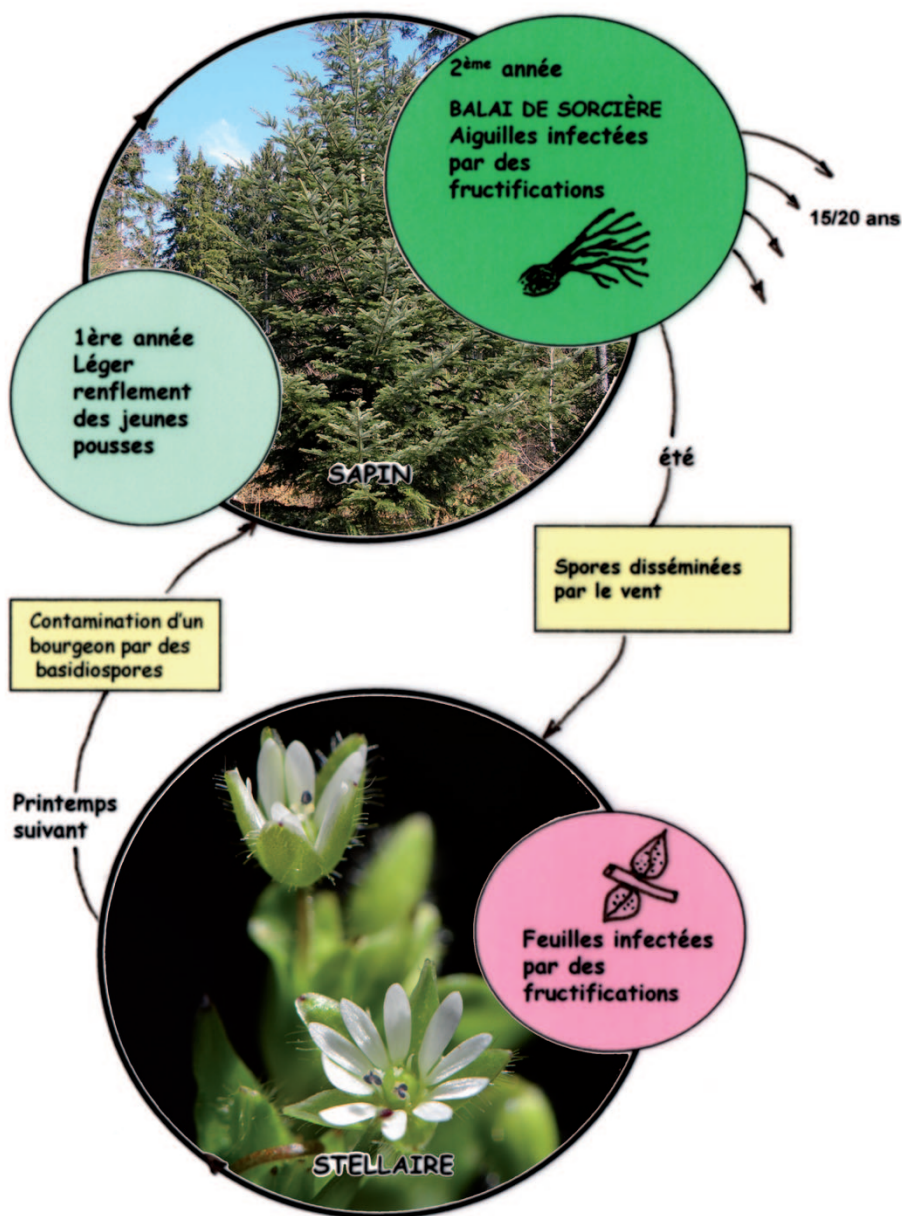 2ème année
BALAI DE SORCIÈRE
Aiguilles infectées
par des
fructifications
15/20 ans
1ère année
Léger
renflement
des jeunes
pousses
SAPIN
été
Spores disséminées
par le vent
Contamination d'un
bourgeon par des
basidiospores
Printemps
suivant
Feuilles infectées
par des
fructifications
STELLAIRE